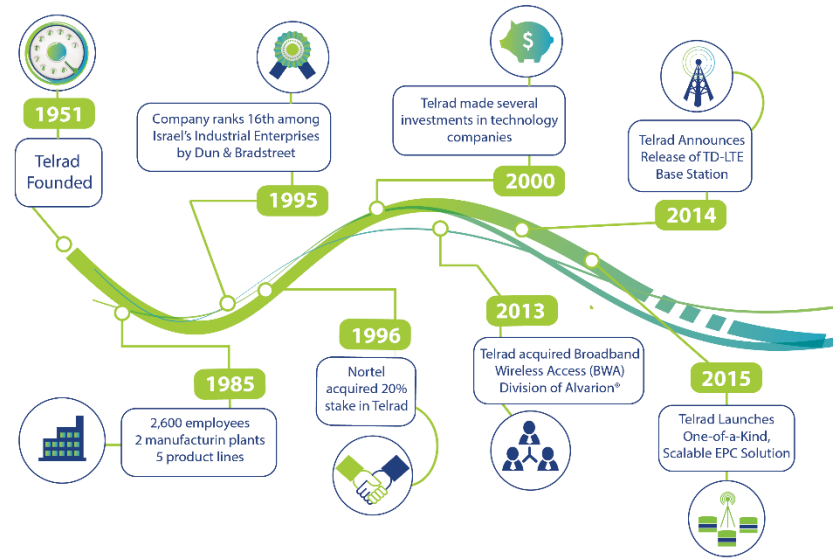 1951
Telrad
Founded
1985
2,600 employees
2 manufacturin plants
5 product lines
Company ranks 16th among
Israel's Industrial Enterprises
by Dun & Bradstreet
1995
1996
Nortel
acquired 20%
stake in Telrad
$
Telrad made several
investments in technology
companies
2000
2013
Telrad acquired Broadband
Wireless Access (BWA)
Division of Alvarion®
Telrad Announces
Release of TD-LTE
Base Station
2014
2015
Telrad Launches
One-of-a-Kind,
Scalable EPC Solution